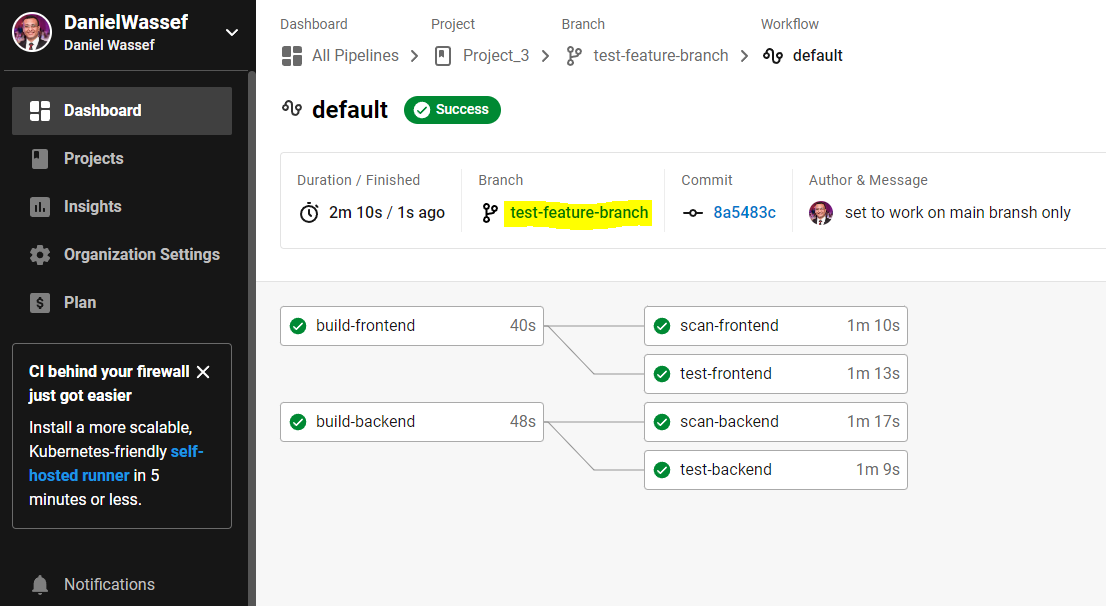 DanielWassef
Daniel Wassef
Dashboard
Projects
Insights
Organization Settings
Plan
CI behind your firewall
just got easier
Install a more scalable,
Kubernetes-friendly self-
hosted runner in 5
minutes or less.
Notifications
Dashboard Project Branch Workflow
All Pipelines Project_3 test-feature-branch default
default Success
Duration / Finished Branch Commit Author & Message
2m 10s / 1s ago test-feature-branch 8a5483c set to work on main bransh only
build-frontend 40s scan-frontend 1m 10s
test-frontend 1m 13s
build-backend 48s scan-backend 1m 17s
test-backend 1m 9s